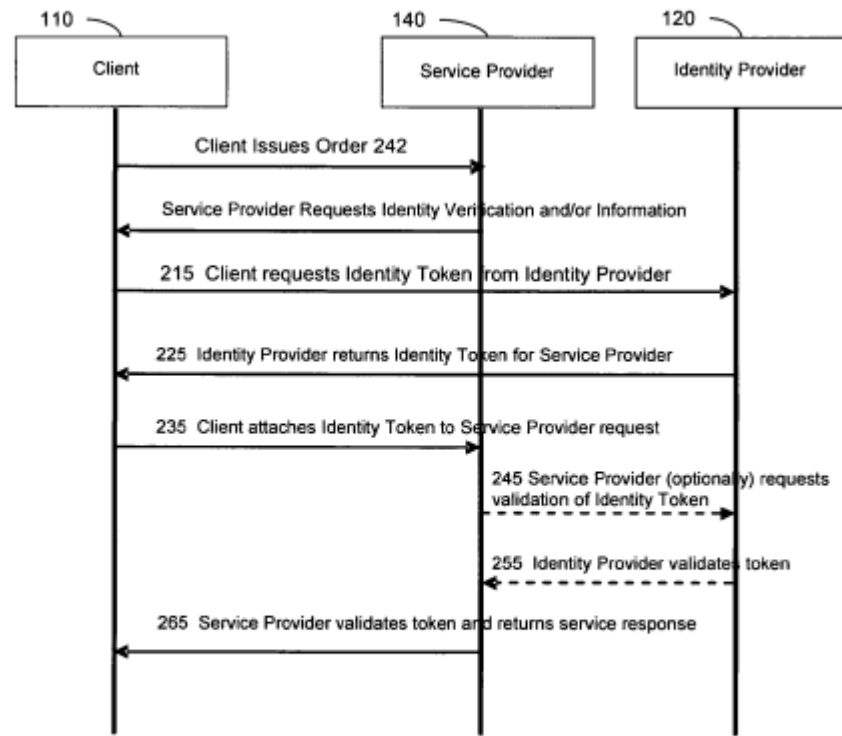 110
140
120
Client
Service Provider
Identity Provider
Client Issues Order 242
Service Provider Requests Identity Verification and/or Information
215 Client requests Identity Token from Identity Provider
225 Identity Provider returns Identity Token for Service Provider
235 Client attaches Identity Token to Service Provider request
245 Service Provider (optionally) requests
validation of Identity Token
255 Identity Provider validates token
265 Service Provider validates token and returns service response